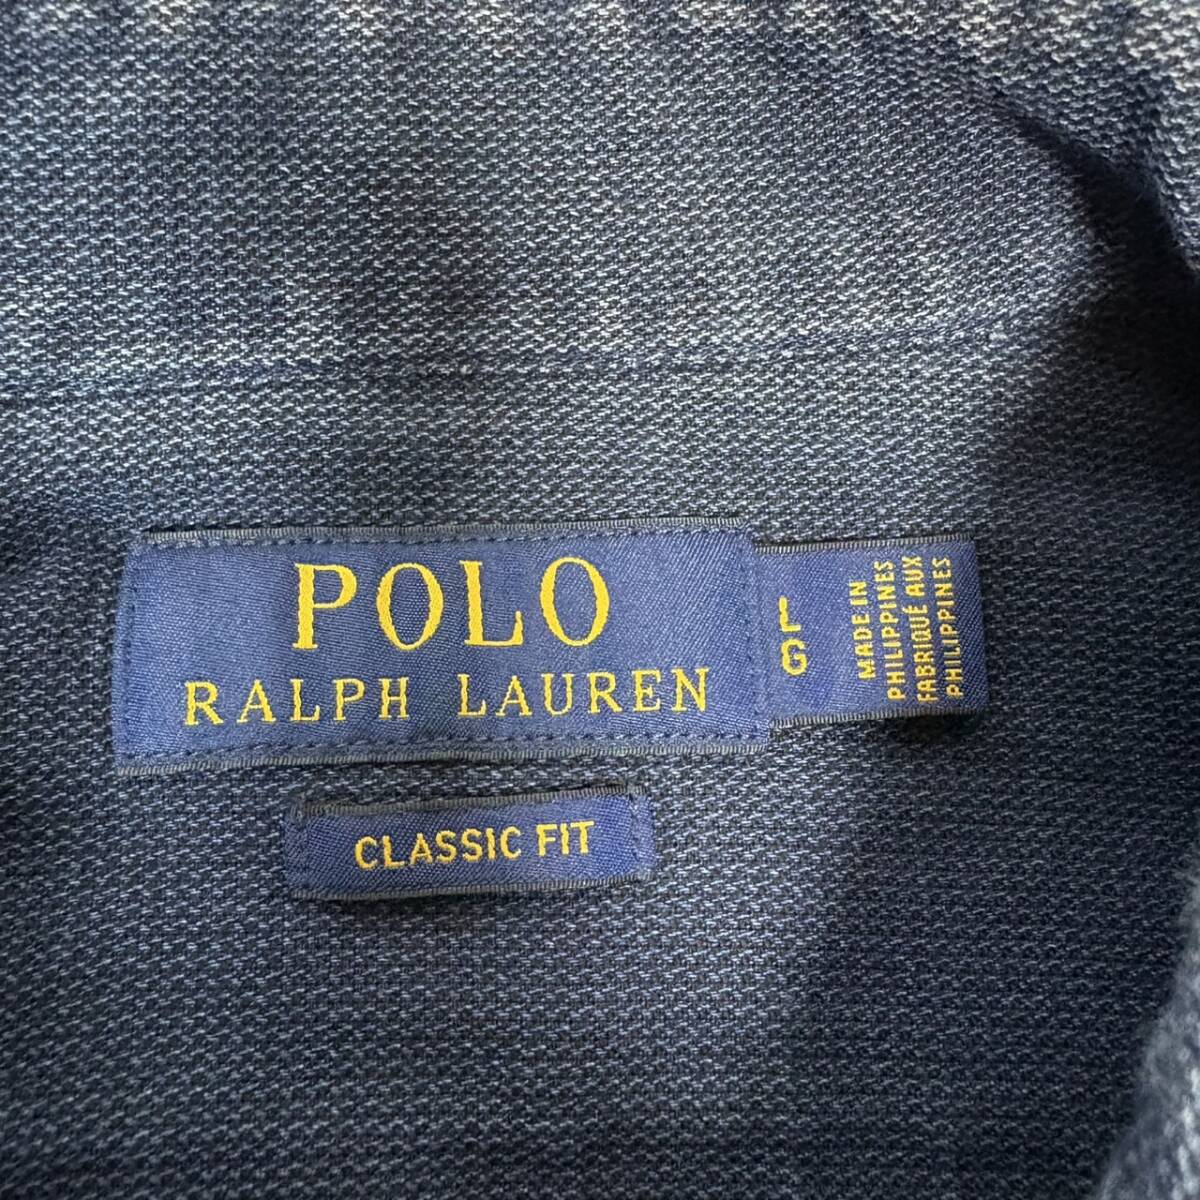 POLO
RALPH LAUREN
L
G
MADE IN
PHILIPPINES
FABRIQUÉ AUX
PHILIPPINES
CLASSIC FIT